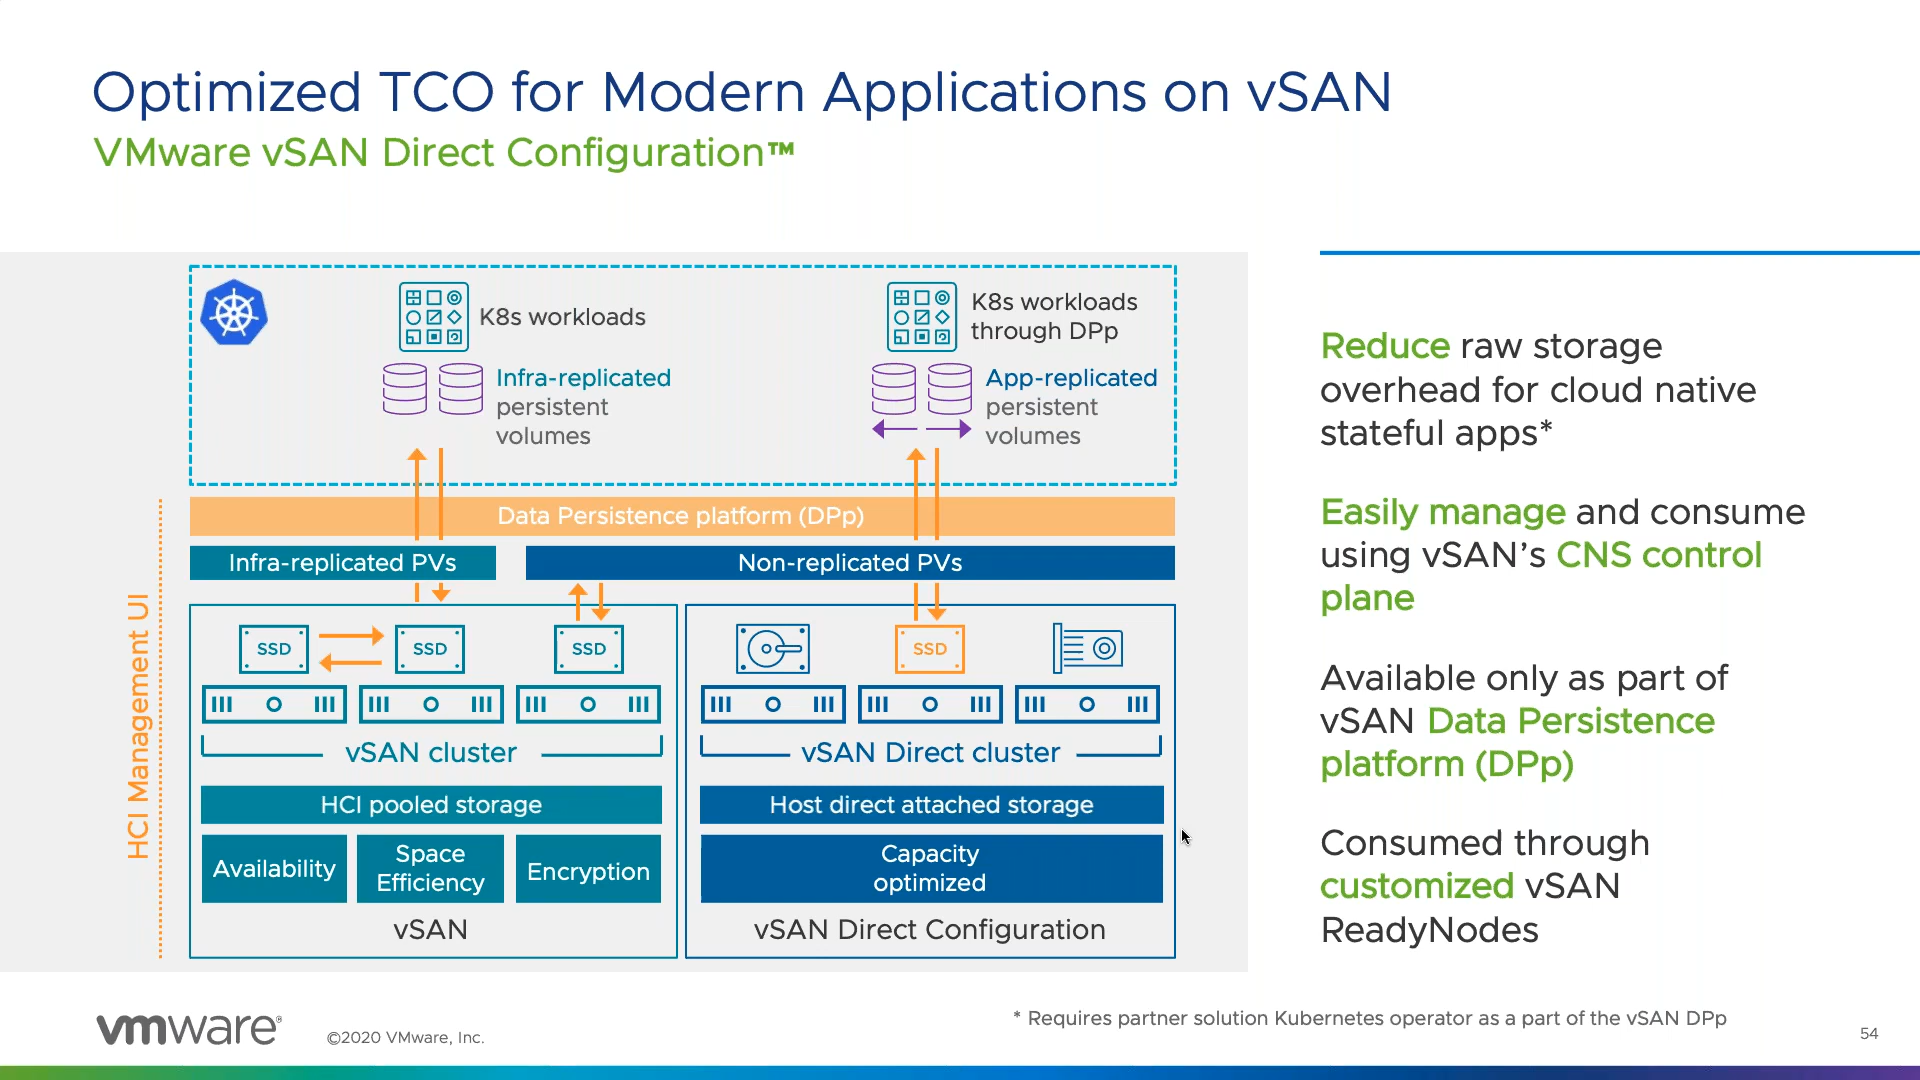 Optimized TCO for Modern Applications on vSAN
VMware vSAN Direct Configuration™
K8s workloads
Infra-replicated
persistent
volumes
K8s workloads
through DPp
App-replicated
persistent
volumes
Data Persistence platform (DPp)
Infra-replicated PVs
Non-replicated PVs
HCI Management UI
SSD
SSD
SSD
vSAN cluster
HCI pooled storage
Availability
Space
Efficiency
Encryption
vSAN
SSD
vSAN Direct cluster
Host direct attached storage
Capacity
optimized
vSAN Direct Configuration
Reduce raw storage
overhead for cloud native
stateful apps*
Easily manage and consume
using vSAN’s CNS control
plane
Available only as part of
vSAN Data Persistence
platform (DPp)
Consumed through
customized vSAN
ReadyNodes
vmware®
©2020 VMware, Inc.
* Requires partner solution Kubernetes operator as a part of the vSAN DPp
54